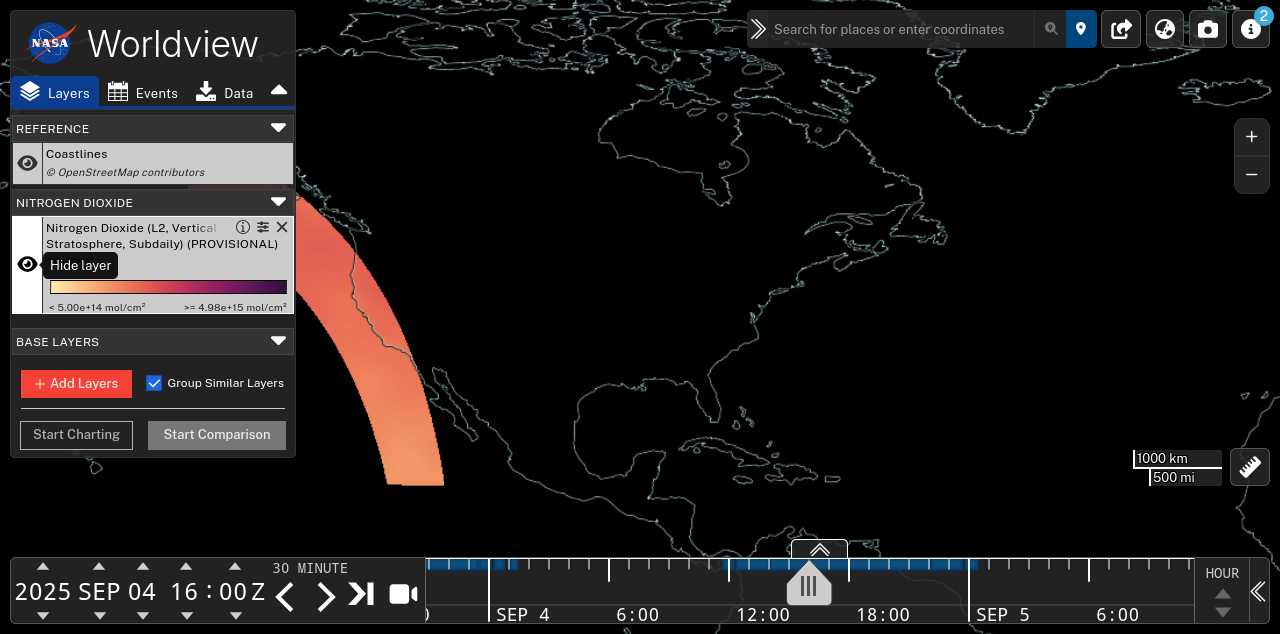 NASA
Worldview
Search for places or enter coordinates
2
Layers
Events
Data
REFERENCE
Coastlines
© OpenStreetMap contributors
NITROGEN DIOXIDE
Nitrogen Dioxide (L2, Vertical
Stratosphere, Subdaily) (PROVISIONAL)
Hide layer
< 5.00e+14 mol/cm²
>= 4.98e+15 mol/cm²
BASE LAYERS
+ Add Layers
Group Similar Layers
Start Charting
Start Comparison
+
−
1000 km
500 mi
2025 SEP 04 16 : 00 Z
30 MINUTE
SEP 4
6:00
12:00
18:00
SEP 5
6:00
HOUR